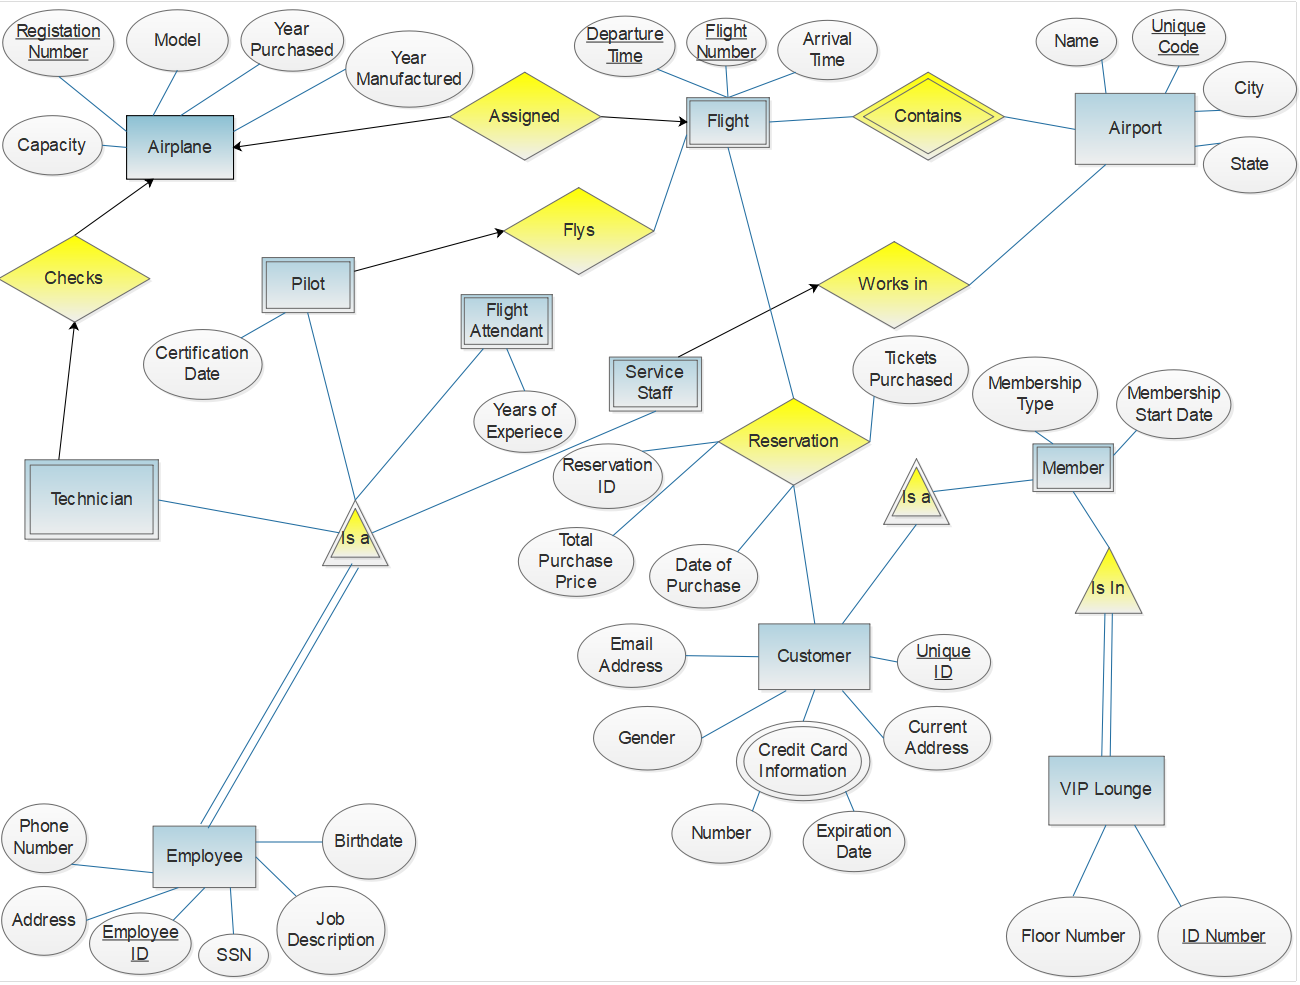 Registation
Number
Model
Year
Purchased
Year
Manufactured
Capacity
Airplane
Assigned
Departure
Time
Flight
Number
Arrival
Time
Flight
Contains
Name
Unique
Code
City
State
Airport
Checks
Pilot
Certification
Date
Flys
Flight
Attendant
Years of
Experiece
Service
Staff
Works in
Technician
Is a
Reservation
Tickets
Purchased
Reservation
ID
Total
Purchase
Price
Date of
Purchase
Membership
Type
Membership
Start Date
Member
Is a
Is In
Customer
Email
Address
Unique
ID
Gender
Credit Card
Information
Current
Address
Number
Expiration
Date
VIP Lounge
Floor Number
ID Number
Phone
Number
Employee
Birthdate
Address
Employee
ID
SSN
Job
Description